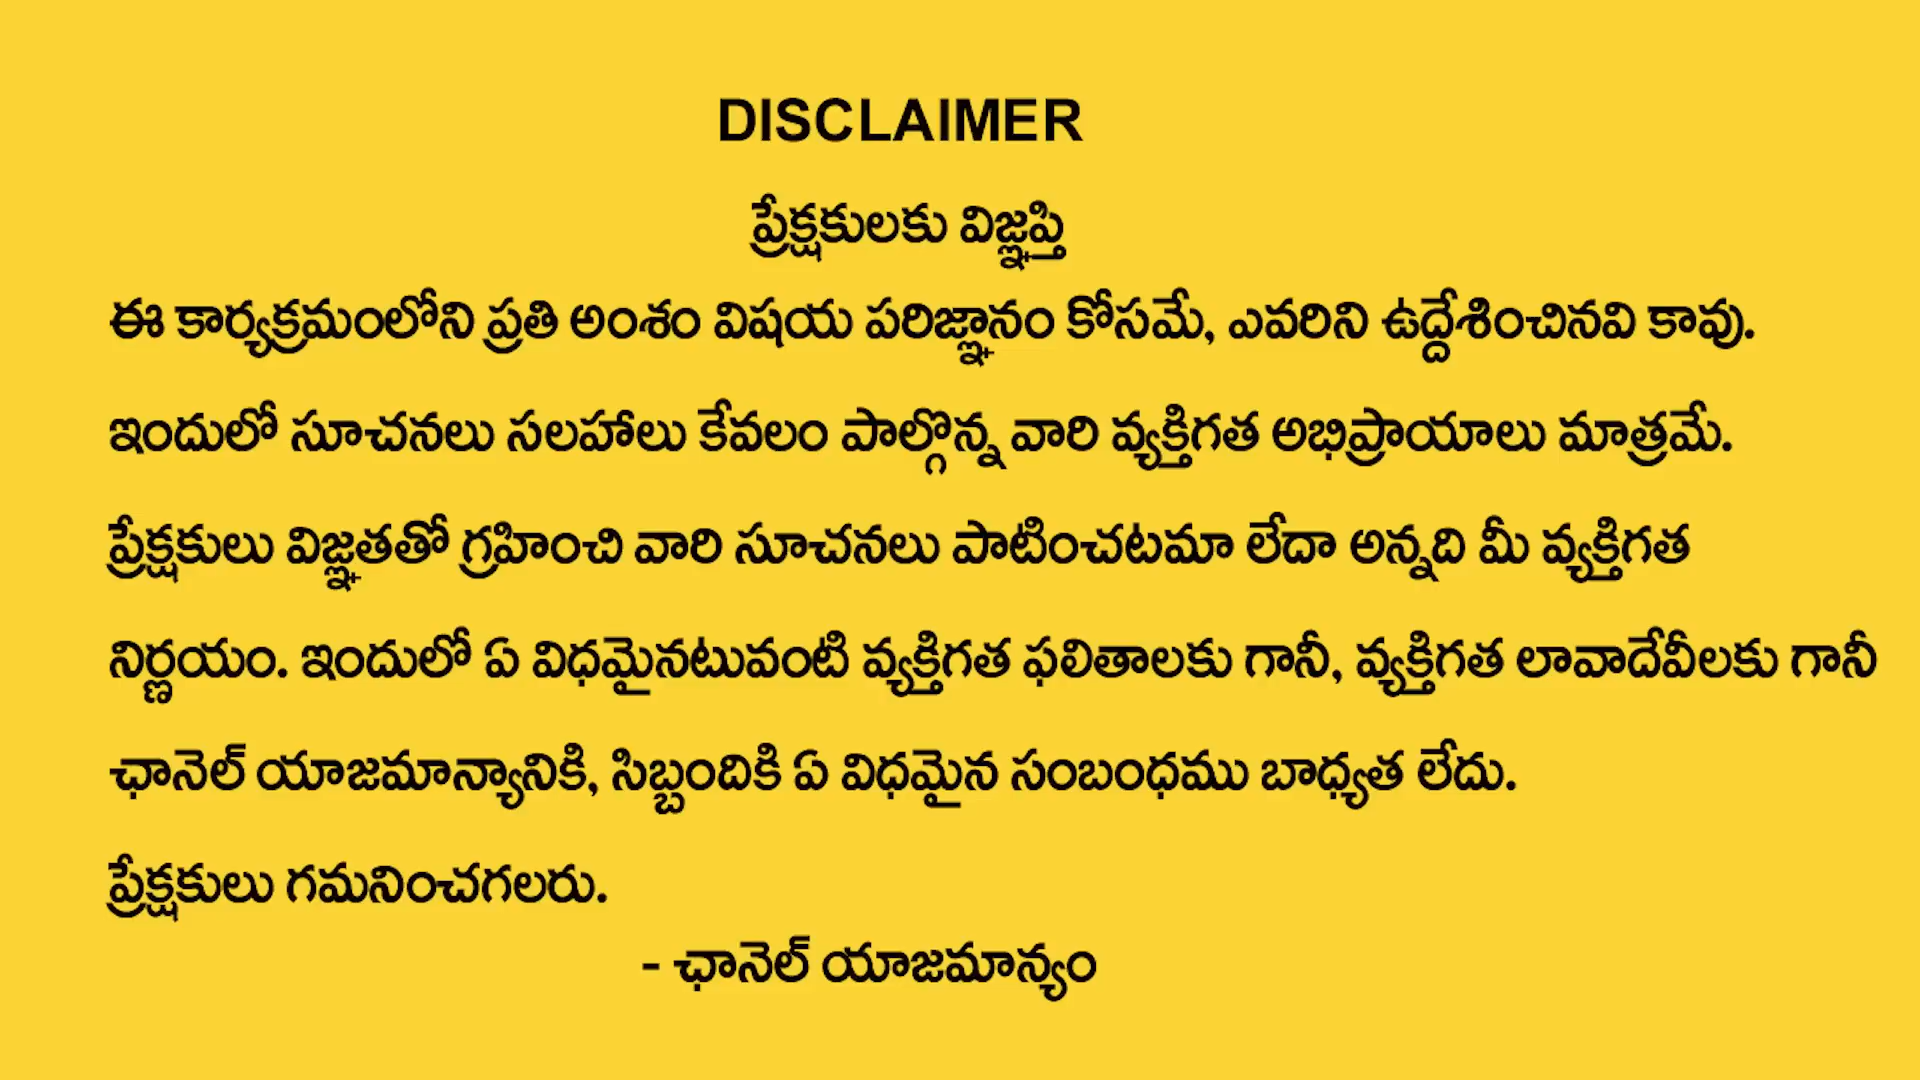 DISCLAIMER
ప్రేక్షకులకు విజ్ఞప్తి
ఈ కార్యక్రమంలోని ప్రతి అంశం విషయ పరిజ్ఞానం కోసమే, ఎవరిని ఉద్దేశించినవి కావు.
ఇందులో సూచనలు సలహాలు కేవలం పాల్గొన్న వారి వ్యక్తిగత అభిప్రాయాలు మాత్రమే.
ప్రేక్షకులు విజ్ఞతతో గ్రహించి వారి సూచనలు పాటించటమా లేదా అన్నది మీ వ్యక్తిగత
నిర్ణయం. ఇందులో ఏ విధమైనటువంటి వ్యక్తిగత ఫలితాలకు గానీ, వ్యక్తిగత లావాదేవీలకు గానీ
ఛానెల్ యాజమాన్యానికి, సిబ్బందికి ఏ విధమైన సంబంధము బాధ్యత లేదు.
ప్రేక్షకులు గమనించగలరు.
- ఛానెల్ యాజమాన్యం